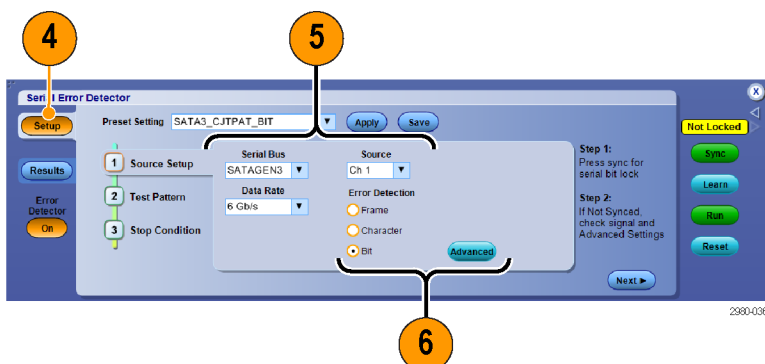 4
5
Serial Error Detector
X
Setup
Preset Setting SATA3_CJTPAT_BIT Apply Save
Not Locked
Results
Error
Detector
On
1 Source Setup
2 Test Pattern
3 Stop Condition
Serial Bus
SATAGEN3
Data Rate
6 Gb/s
Source
Ch 1
Error Detection
Frame
Character
Bit
Advanced
Step 1:
Press sync for
serial bit lock
Step 2:
If Not Synced,
check signal and
Advanced Settings
Next
Sync
Learn
Run
Reset
2980-036
6